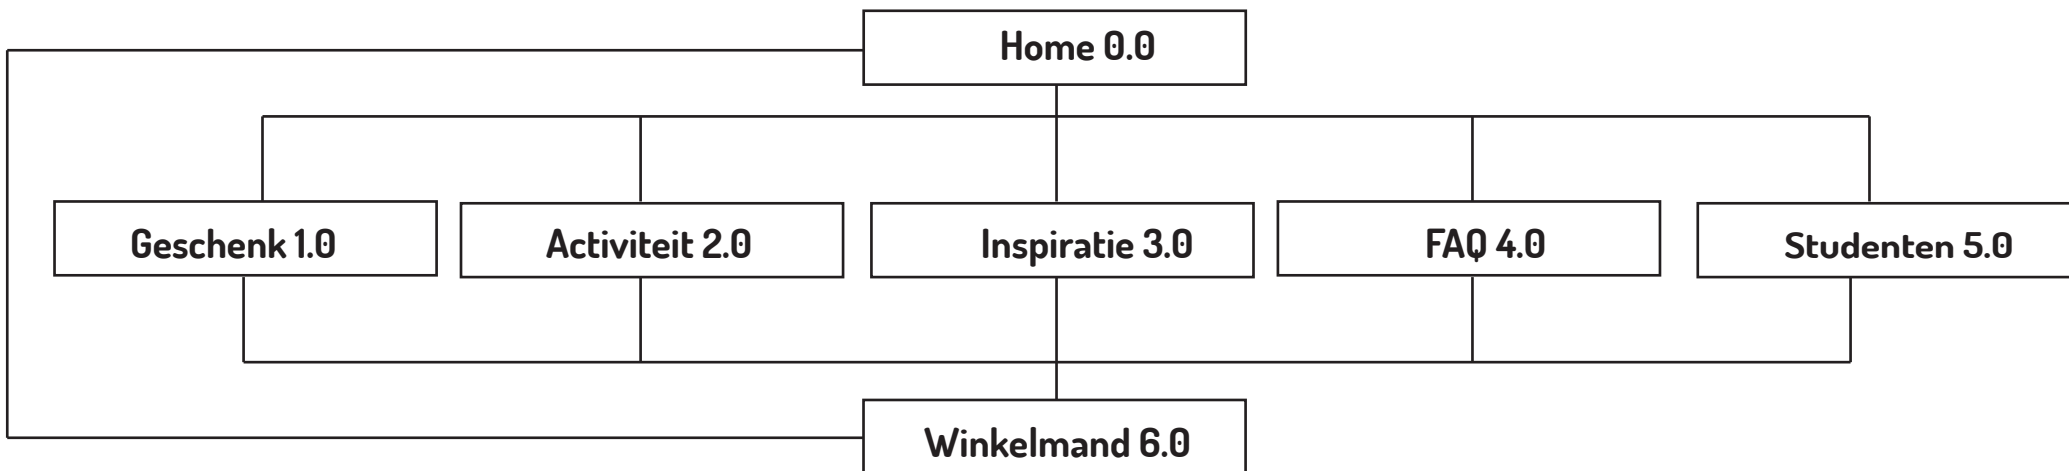 Home 0.0
Geschenk 1.0
Activiteit 2.0
Inspiratie 3.0
FAQ 4.0
Studenten 5.0
Winkelmand 6.0